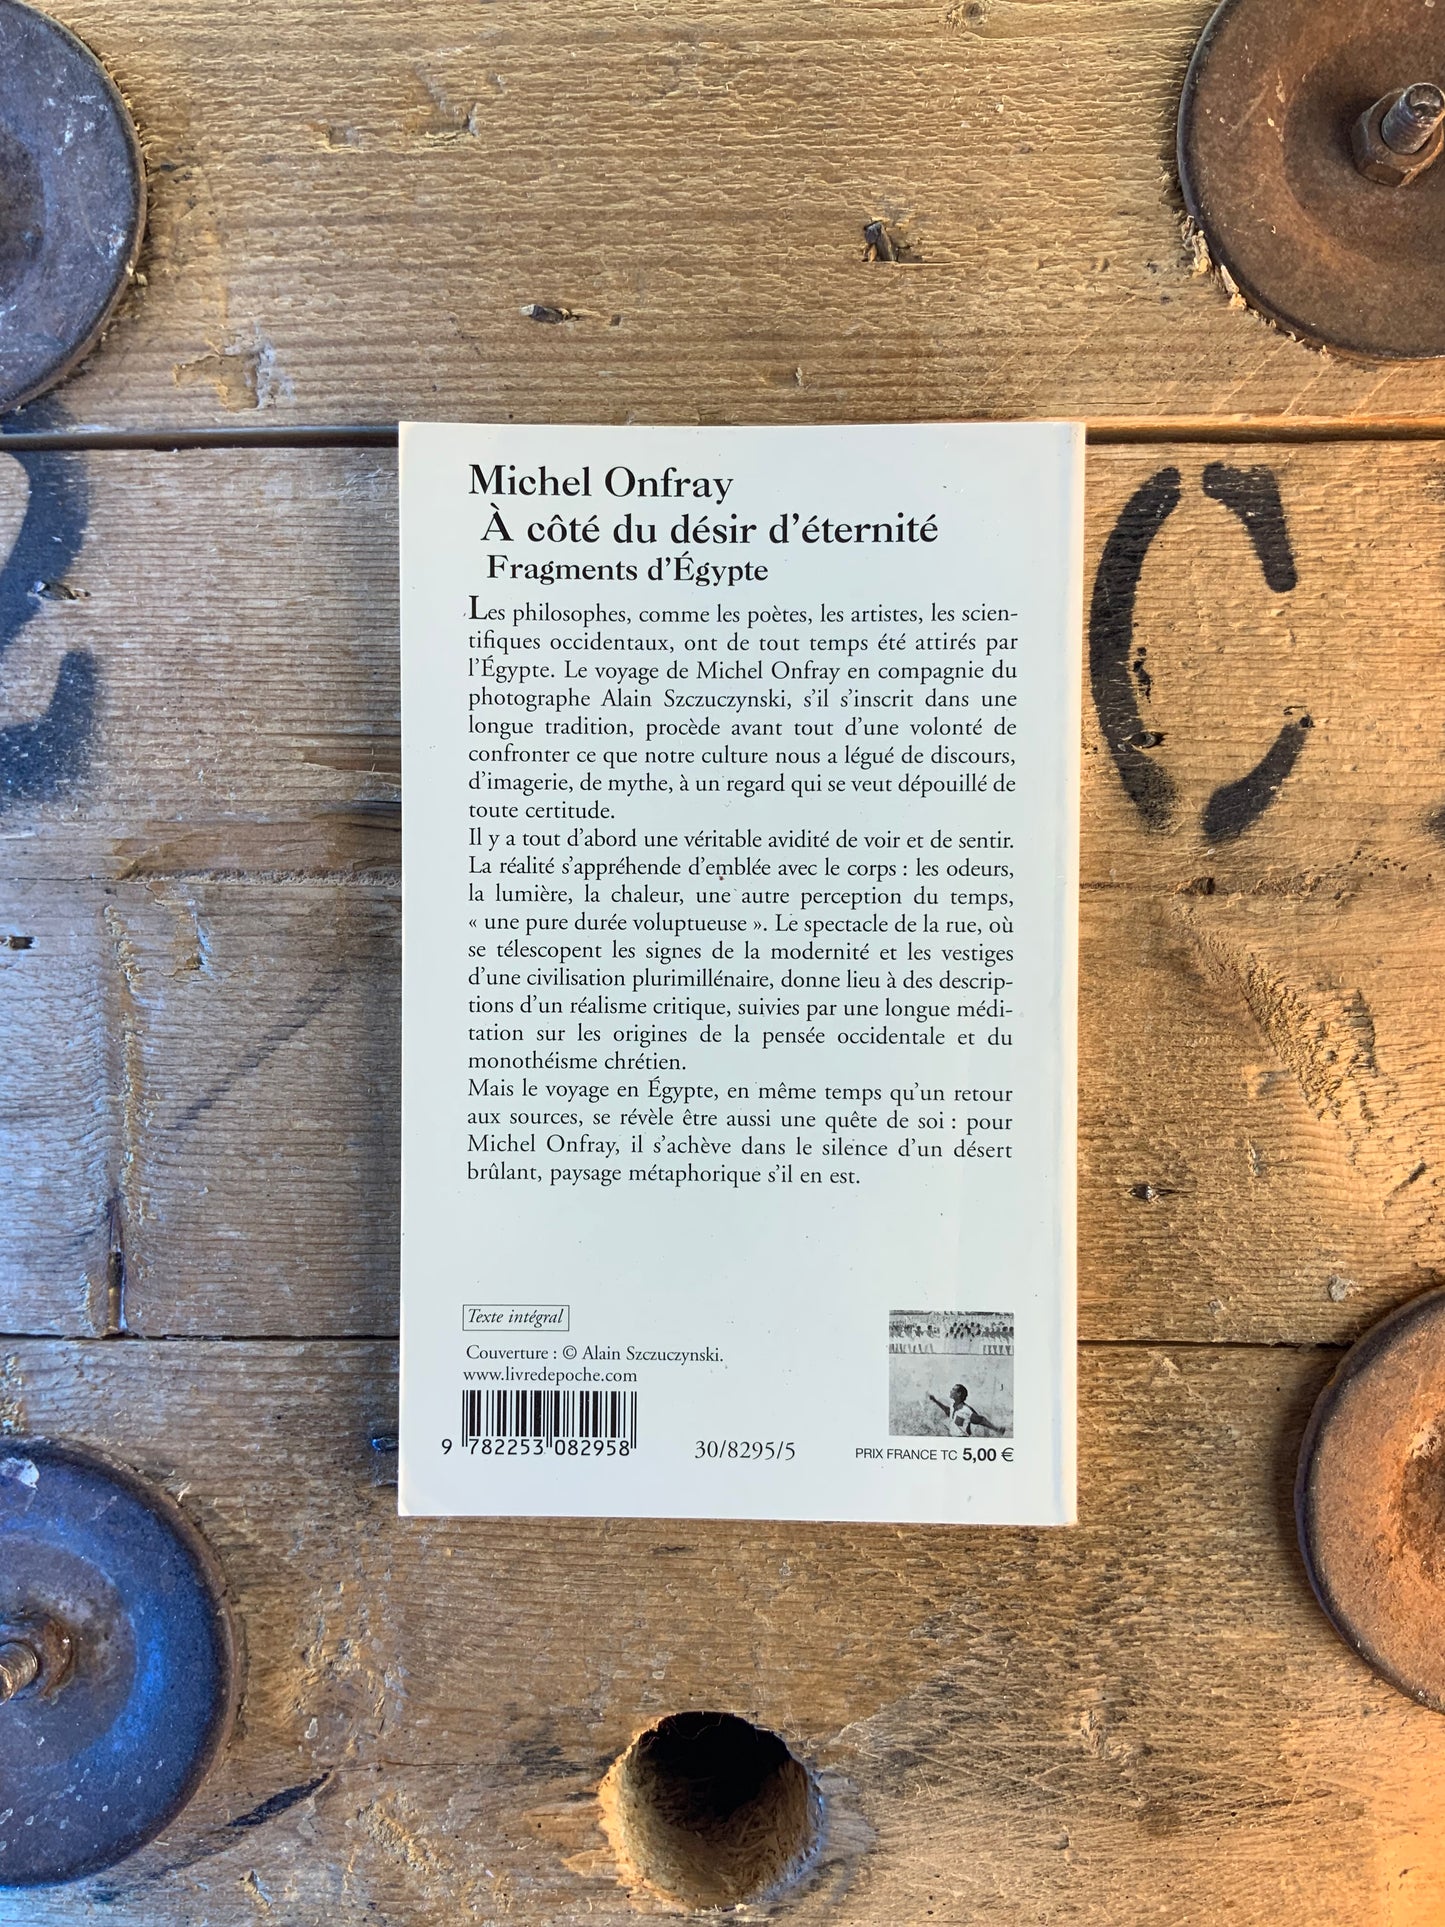 Michel Onfray
À côté du désir d’éternité
Fragments d’Égypte
Les philosophes, comme les poètes, les artistes, les scien-
tifiques occidentaux, ont de tout temps été attirés par
l’Égypte. Le voyage de Michel Onfray en compagnie du
photographe Alain Szczuczynski, s’il s’inscrit dans une
longue tradition, procède avant tout d’une volonté de
confronter ce que notre culture nous a légué de discours,
d’imagerie, de mythe, à un regard qui se veut dépouillé de
toute certitude.
Il y a tout d’abord une véritable avidité de voir et de sentir.
La réalité s’appréhende d’emblée avec le corps : les odeurs,
la lumière, la chaleur, une autre perception du temps,
« une pure durée voluptueuse ». Le spectacle de la rue, où
se télescopent les signes de la modernité et les vestiges
d’une civilisation plurimillénaire, donne lieu à des descrip-
tions d’un réalisme critique, suivies par une longue médi-
tation sur les origines de la pensée occidentale et du
monothéisme chrétien.
Mais le voyage en Égypte, en même temps qu’un retour
aux sources, se révèle être aussi une quête de soi : pour
Michel Onfray, il s’achève dans le silence d’un désert
brûlant, paysage métaphorique s’il en est.
Texte intégral
Couverture : © Alain Szczuczynski.
www.livredepoche.com
9 782253 082958
30/8295/5
PRIX FRANCE TC 5,00 €
C